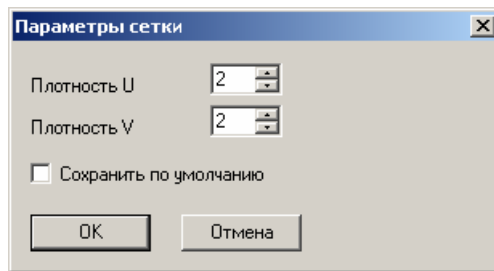 Параметры сетки
Плотность U 2
Плотность V 2
Сохранить по умолчанию
OK Отмена